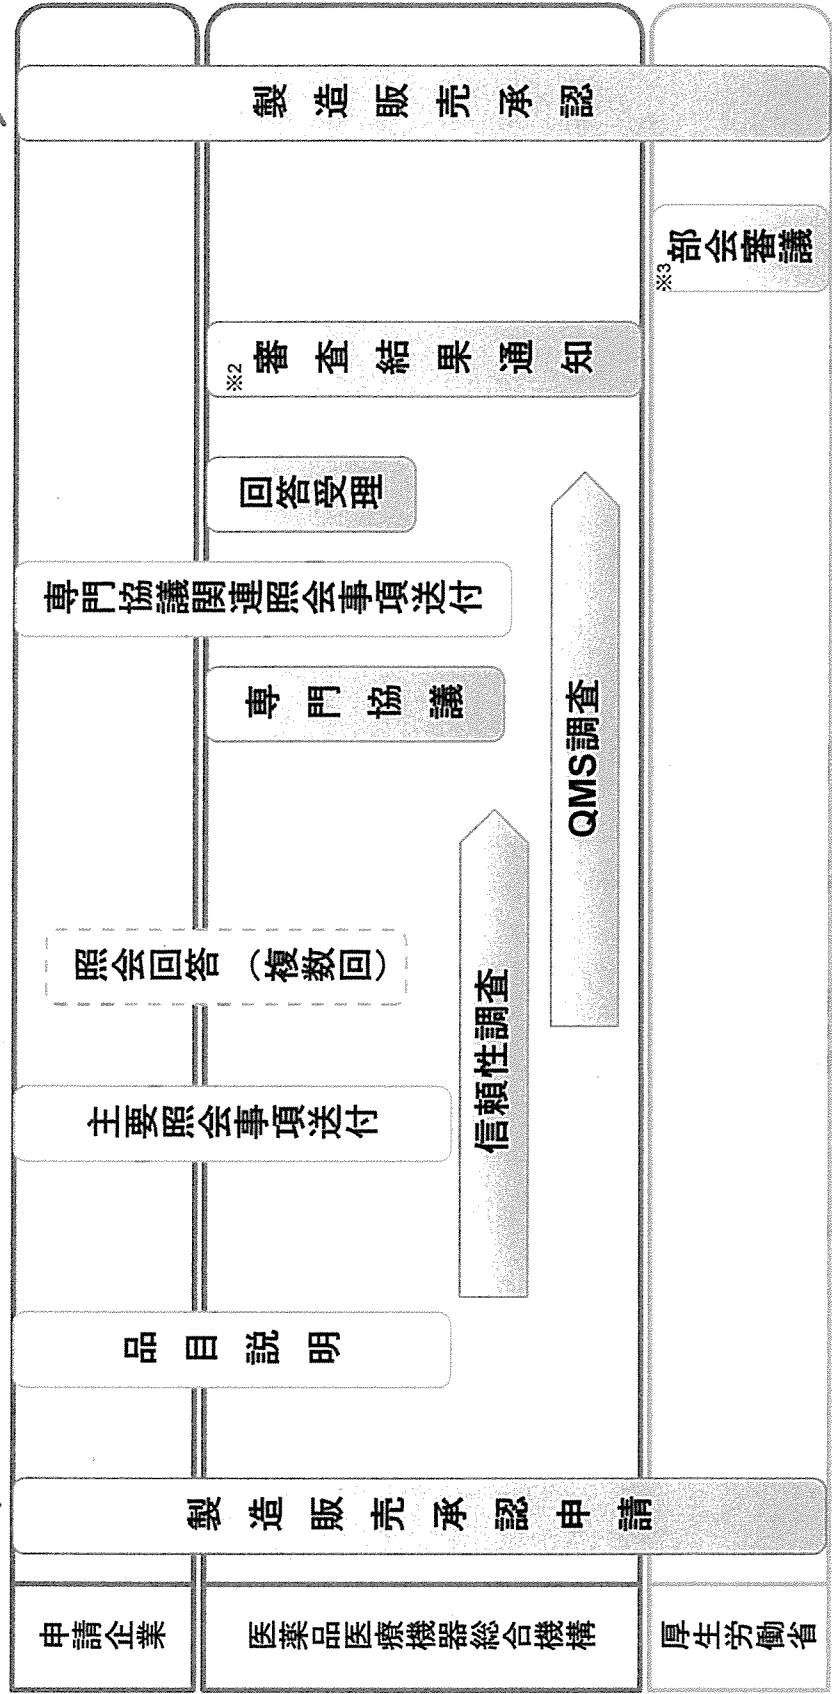 申請企業
医薬品医療機器総合機構
厚生労働省
製造販売承認申請
品目説明
主要照会事項送付
照会回答（複数回）
信頼性調査
QMS調査
専門協議
専門協議関連照会事項送付
回答受理
※2
審査結果通知
※3
部会審議
製造販売承認